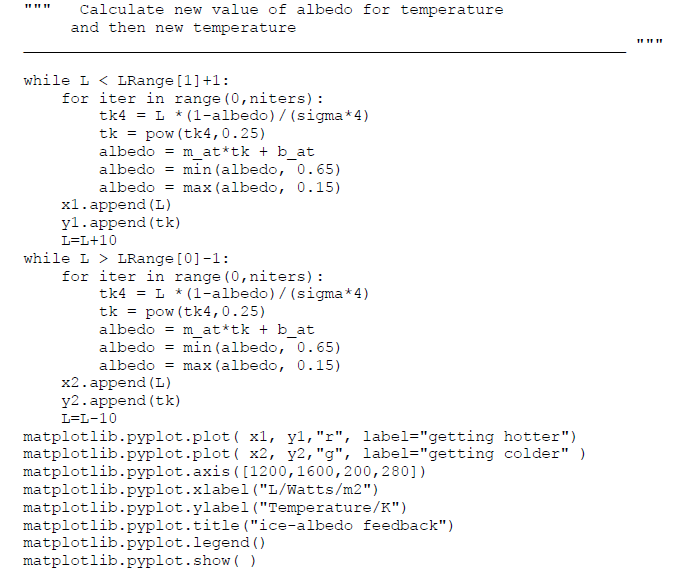 """   Calculate new value of albedo for temperature
     and then new temperature
________________________________________________________________ """
while L < LRange[1]+1:
    for iter in range(0,niters):
        tk4 = L *(1-albedo)/(sigma*4)
        tk = pow(tk4,0.25)
        albedo = m_at*tk + b_at
        albedo = min(albedo, 0.65)
        albedo = max(albedo, 0.15)
    x1.append(L)
    y1.append(tk)
    L=L+10
while L > LRange[0]-1:
    for iter in range(0,niters):
        tk4 = L *(1-albedo)/(sigma*4)
        tk = pow(tk4,0.25)
        albedo = m_at*tk + b_at
        albedo = min(albedo, 0.65)
        albedo = max(albedo, 0.15)
    x2.append(L)
    y2.append(tk)
    L=L-10
matplotlib.pyplot.plot( x1, y1,"r", label="getting hotter")
matplotlib.pyplot.plot( x2, y2,"g", label="getting colder" )
matplotlib.pyplot.axis([1200,1600,200,280])
matplotlib.pyplot.xlabel("L/Watts/m2")
matplotlib.pyplot.ylabel("Temperature/K")
matplotlib.pyplot.title("ice-albedo feedback")
matplotlib.pyplot.legend()
matplotlib.pyplot.show( )